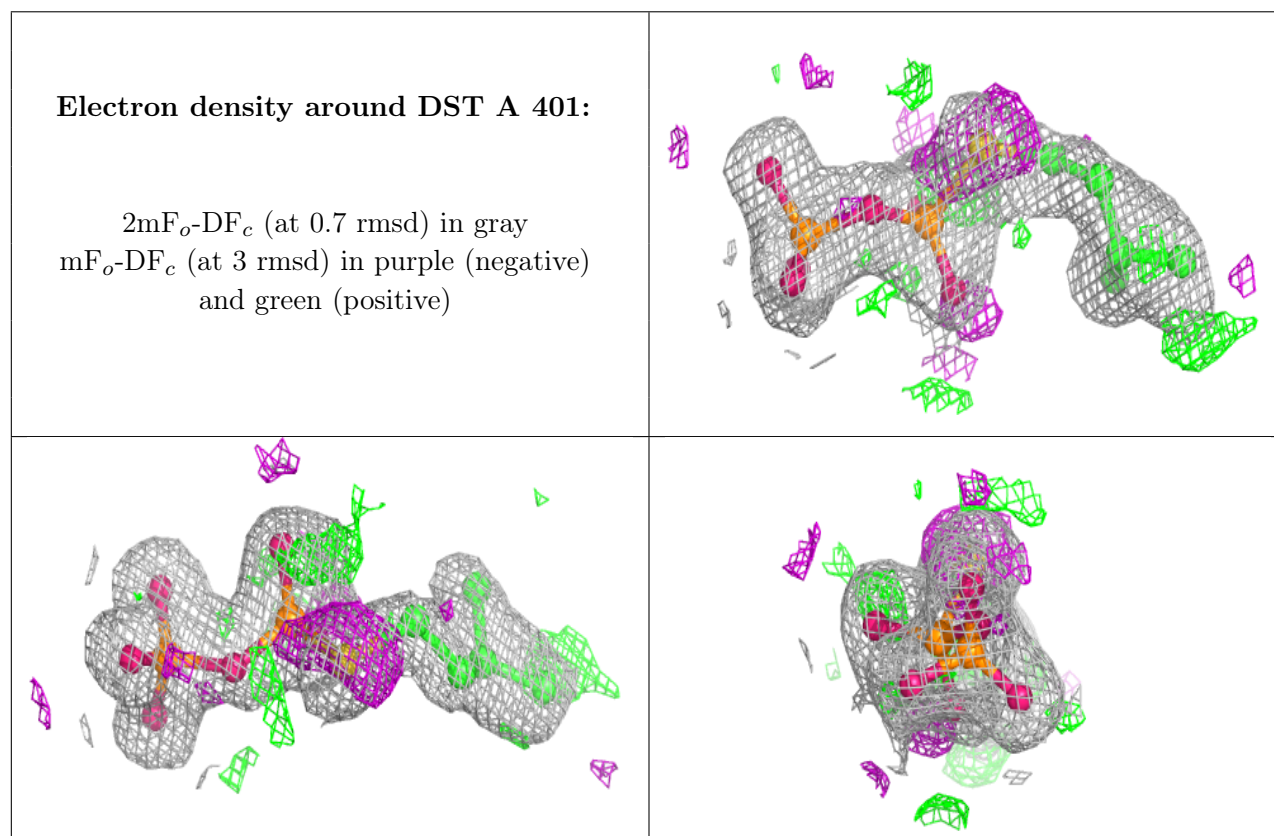 Electron density around DST A 401:
2mFo-DFc (at 0.7 rmsd) in gray
mFo-DFc (at 3 rmsd) in purple (negative)
and green (positive)